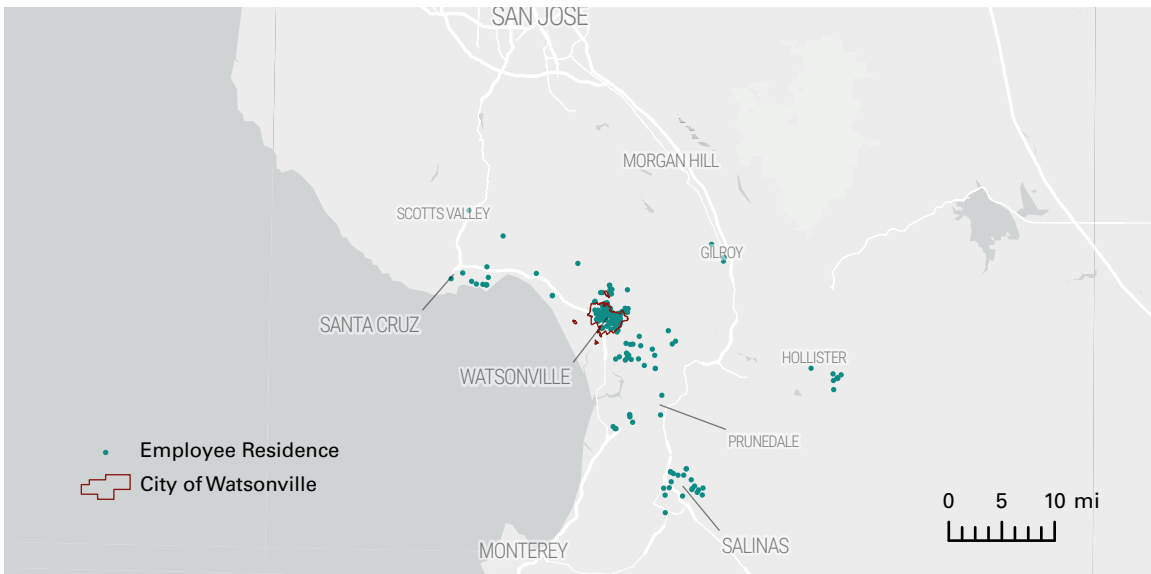 SAN JOSE
MORGAN HILL
SCOTTS VALLEY
GILROY
SANTA CRUZ
HOLLISTER
WATSONVILLE
PRUNEDALE
Employee Residence
City of Watsonville
0 5 10 mi
SALINAS
MONTEREY